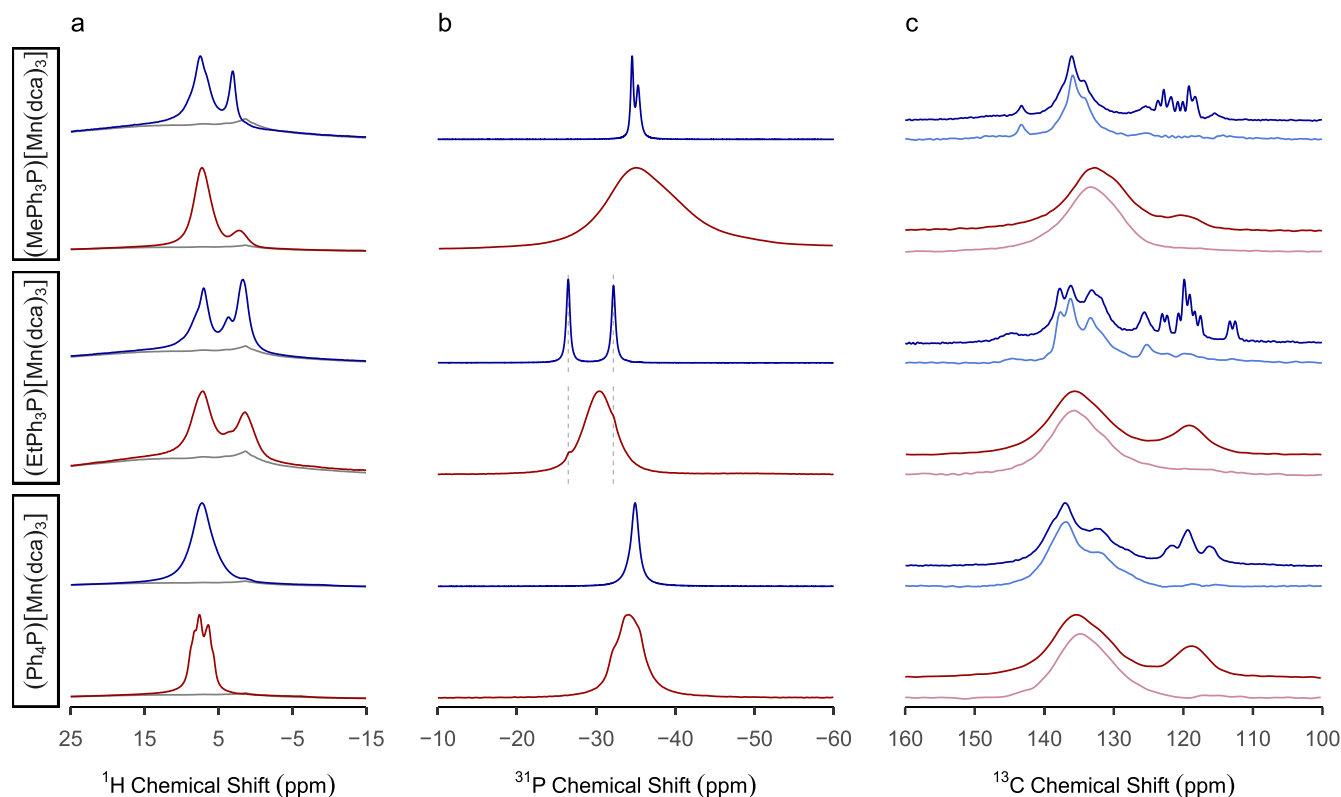 a
b
c
(MePh₃P)[Mn(dca)₃]
(EtPh₃P)[Mn(dca)₃]
(Ph₄P)[Mn(dca)₃]
25 15 5 −5 −15
−10 −20 −30 −40 −50 −60
160 150 140 130 120 110 100
¹H Chemical Shift (ppm)
³¹P Chemical Shift (ppm)
¹³C Chemical Shift (ppm)